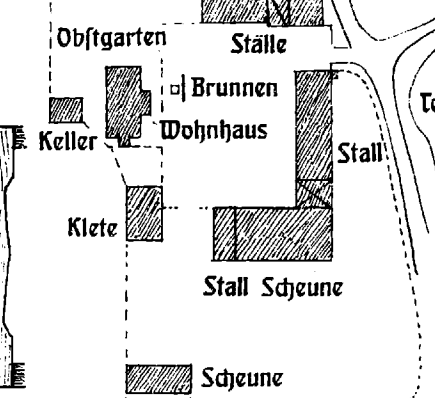 Obstgarten
Ställe
Brunnen
Wohnhaus
Keller
Stall
Klete
Stall Scheune
Scheune